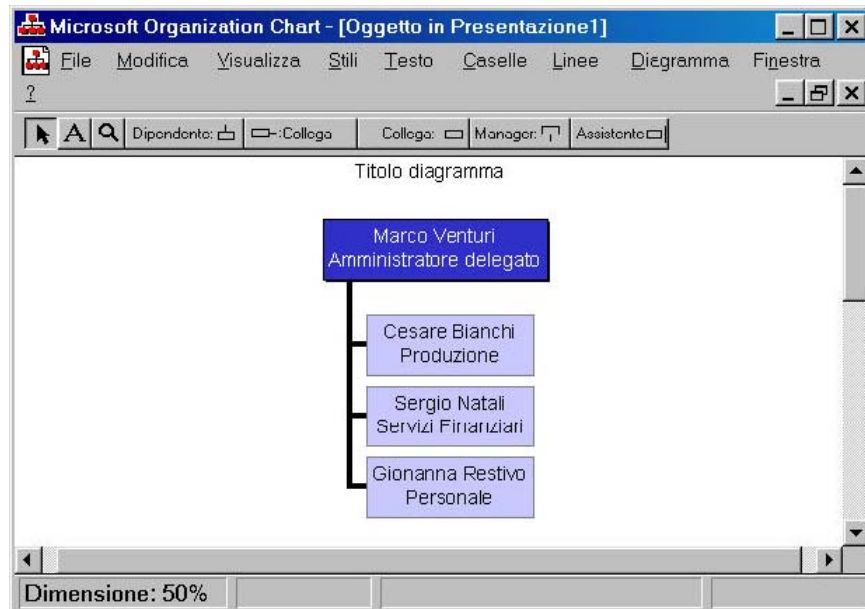 Microsoft Organization Chart - [Oggetto in Presentazione1]
File Modifica Visualizza Stili Testo Caselle Linee Diagramma Finestra
?
A Dipendente: Collega Collega: Manager: Assistente
Titolo diagramma
Marco Venturi
Amministratore delegato
Cesare Bianchi
Produzione
Sergio Natali
Servizi Finanziari
Gionanna Restivo
Personale
Dimensione: 50%